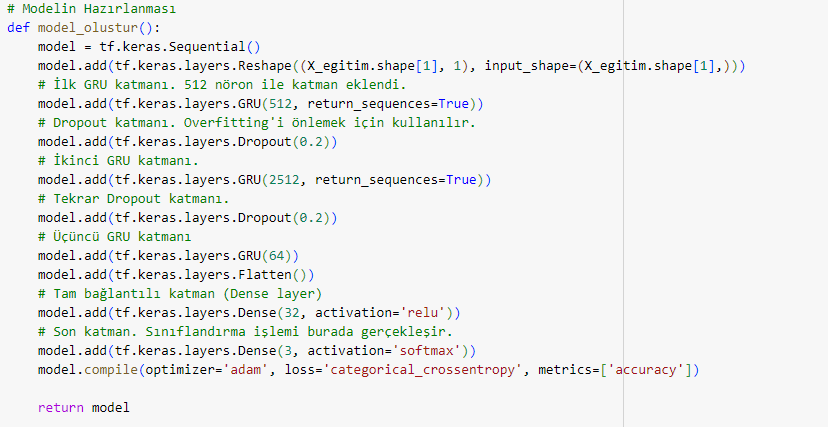 # Modelin Hazırlanması
def model_olustur():
    model = tf.keras.Sequential()
    model.add(tf.keras.layers.Reshape((X_egitim.shape[1], 1), input_shape=(X_egitim.shape[1],)))
    # İlk GRU katmanı. 512 nöron ile katman eklendi.
    model.add(tf.keras.layers.GRU(512, return_sequences=True))
    # Dropout katmanı. Overfitting'i önlemek için kullanılır.
    model.add(tf.keras.layers.Dropout(0.2))
    # İkinci GRU katmanı.
    model.add(tf.keras.layers.GRU(2512, return_sequences=True))
    # Tekrar Dropout katmanı.
    model.add(tf.keras.layers.Dropout(0.2))
    # Üçüncü GRU katmanı
    model.add(tf.keras.layers.GRU(64))
    model.add(tf.keras.layers.Flatten())
    # Tam bağlantılı katman (Dense layer)
    model.add(tf.keras.layers.Dense(32, activation='relu'))
    # Son katman. Sınıflandırma işlemi burada gerçekleşir.
    model.add(tf.keras.layers.Dense(3, activation='softmax'))
    model.compile(optimizer='adam', loss='categorical_crossentropy', metrics=['accuracy'])
    return model